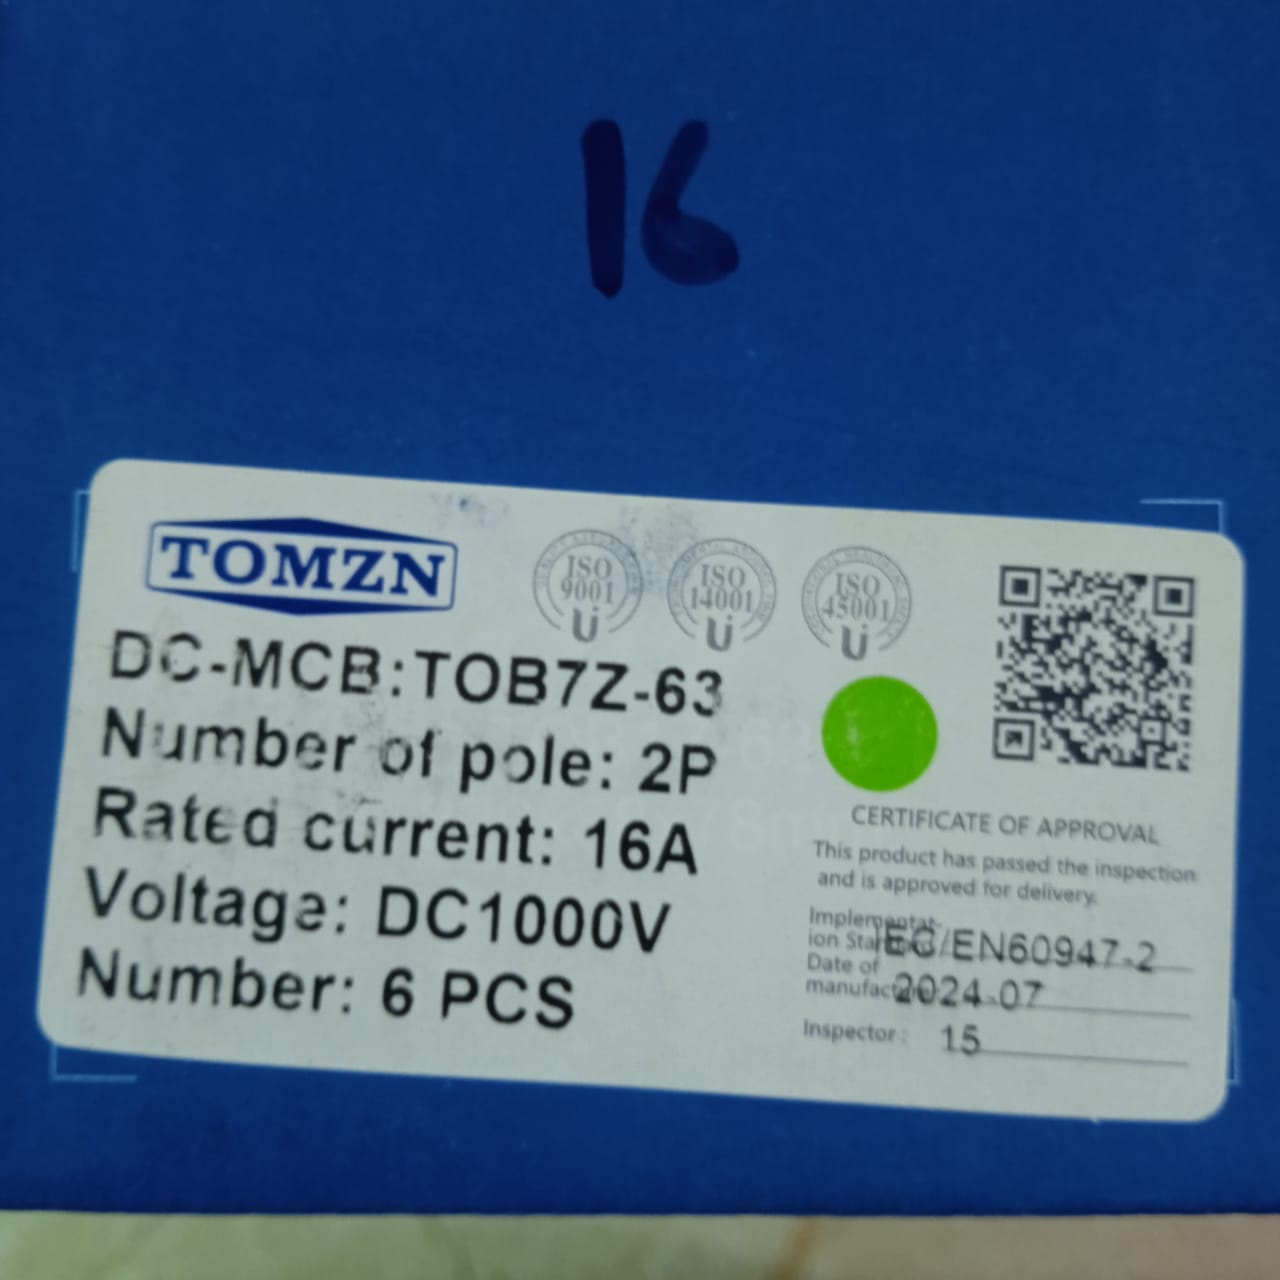 16
TOMZN
ISO 9001
ISO 14001
ISO 45001
DC-MCB:TOB7Z-63
Number of pole: 2P
Rated current: 16A
Voltage: DC1000V
Number: 6 PCS
CERTIFICATE OF APPROVAL
This product has passed the inspection
and is approved for delivery.
Implementat-
ion Standard IEC/EN60947-2
Date of
manufacture 2024-07
Inspector: 15